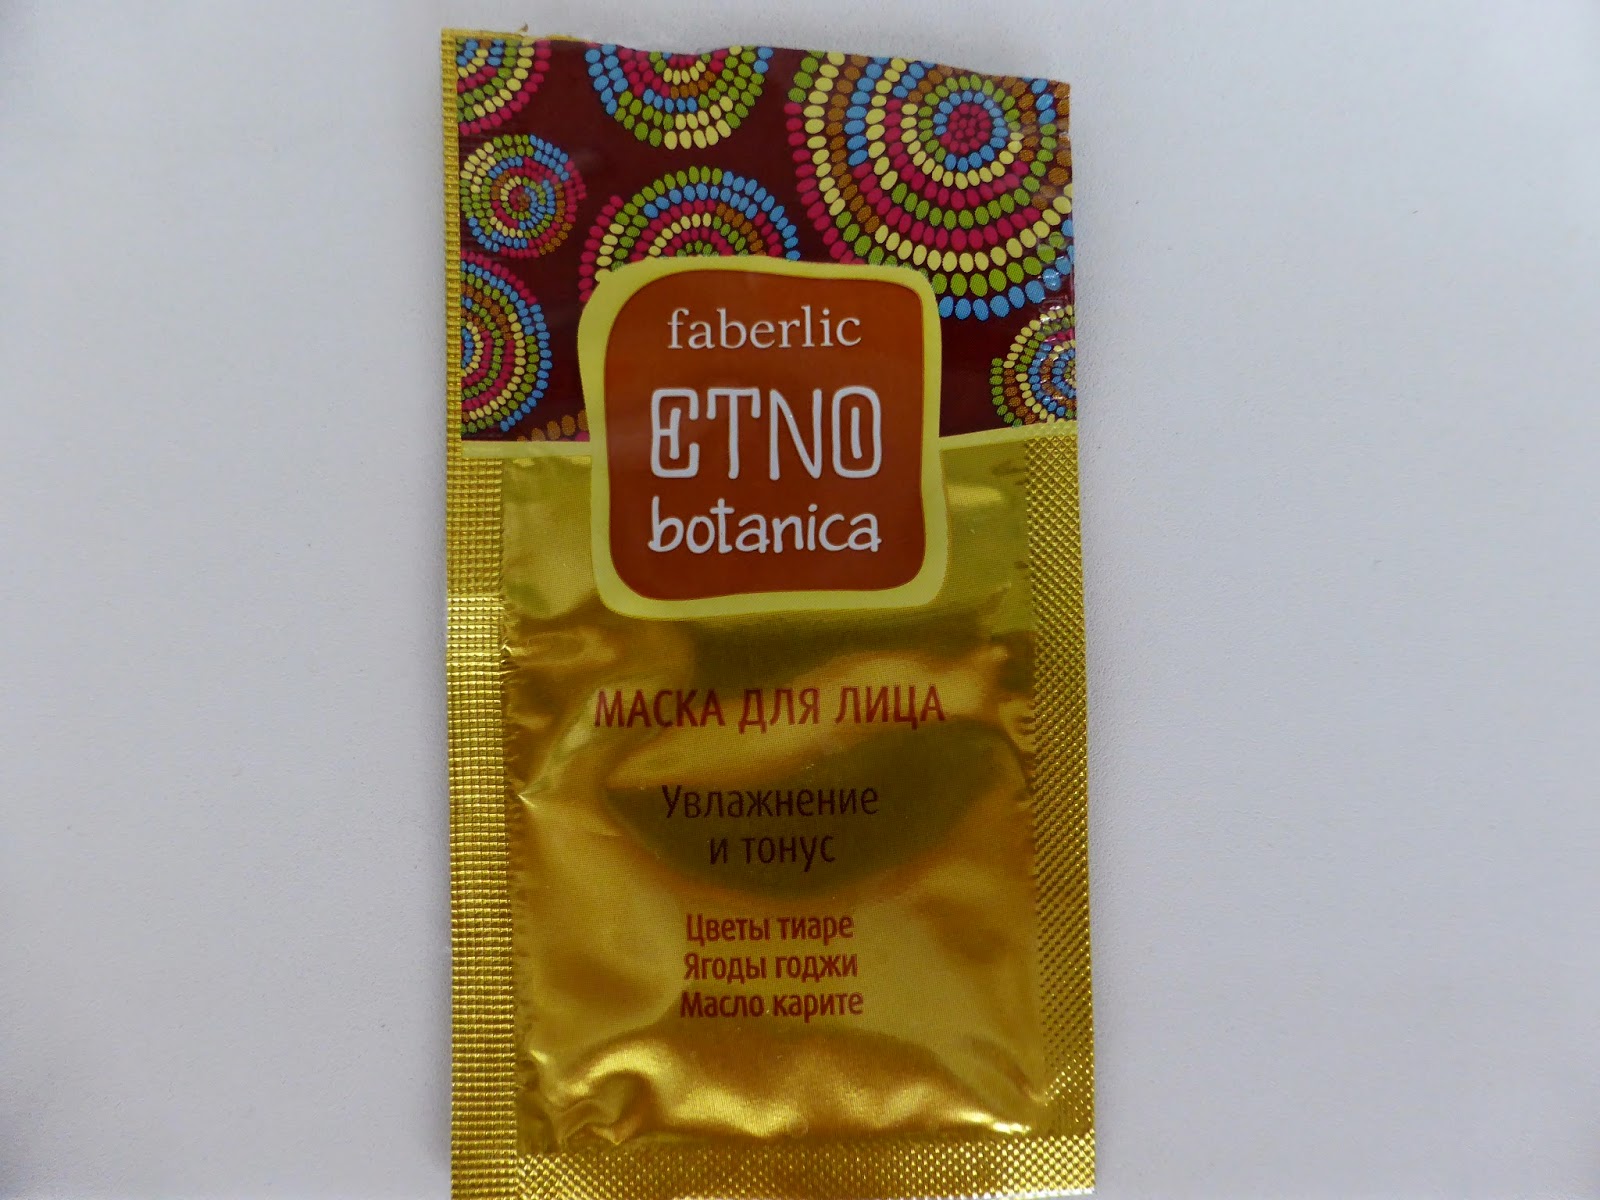 faberlic
ETNO
botanica
МАСКА ДЛЯ ЛИЦА
Увлажнение
и тонус
Цветы тиаре
Ягоды годжи
Масло карите